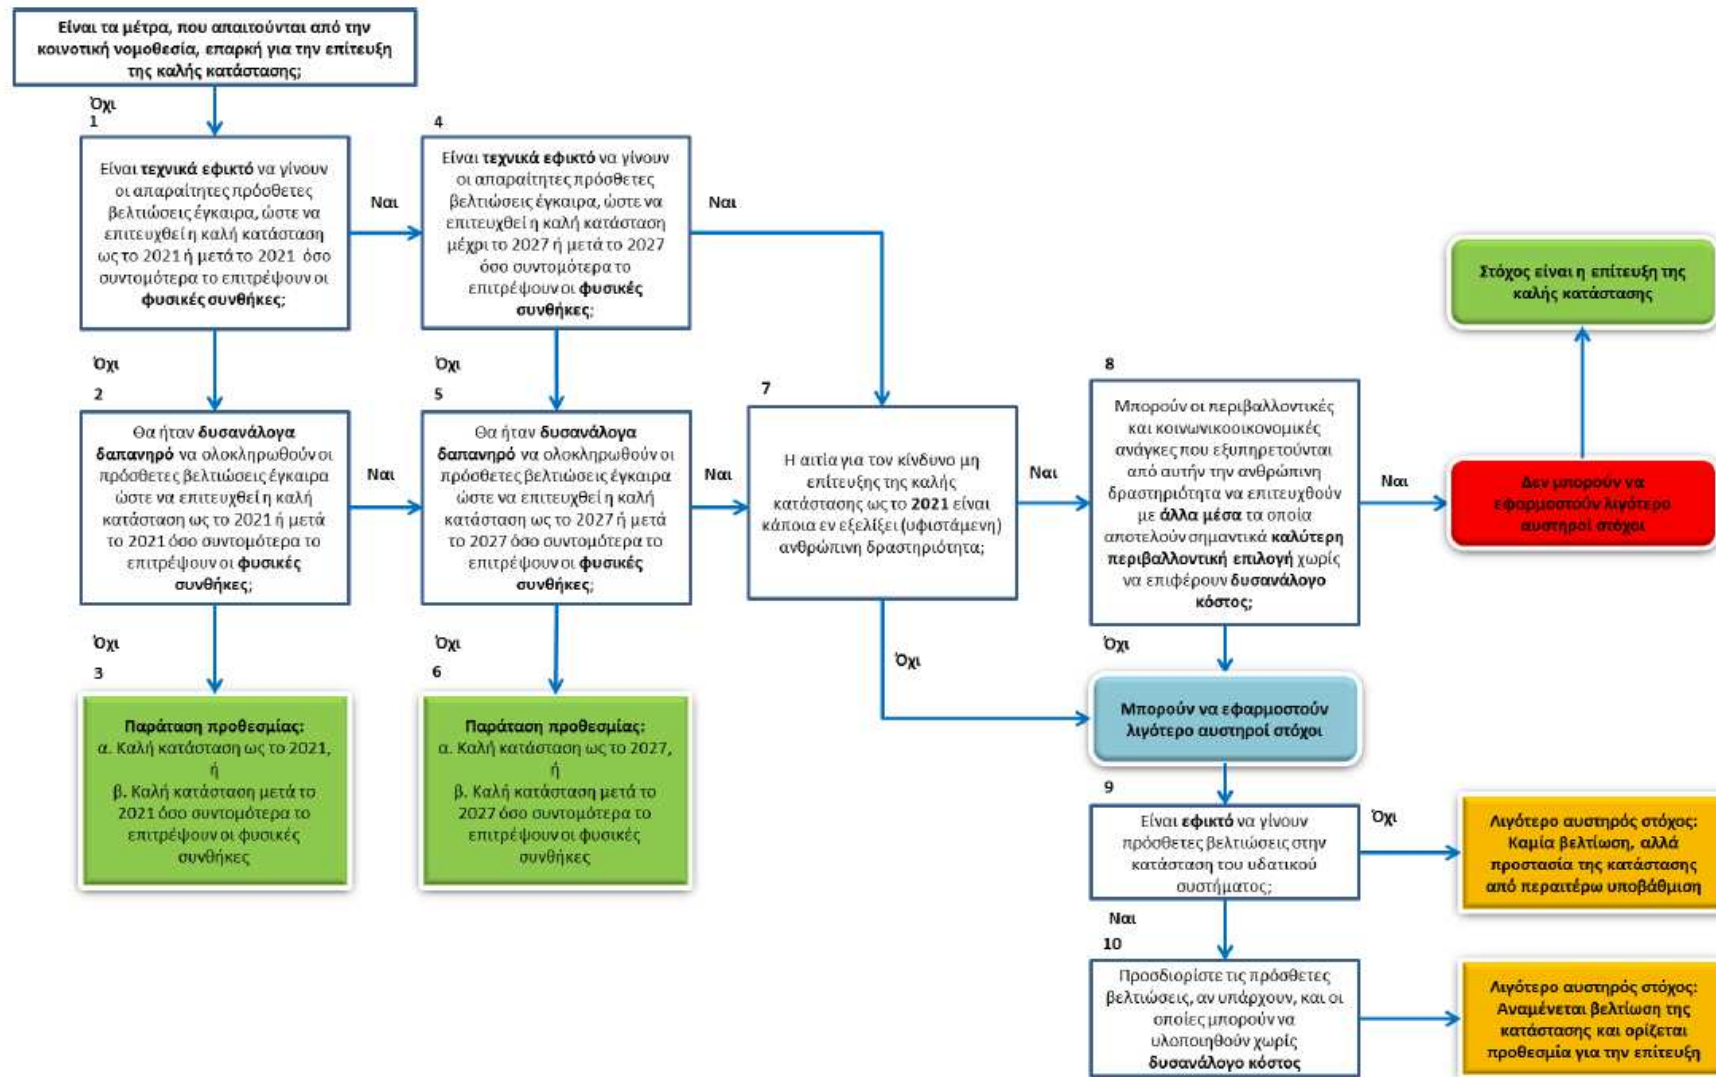 Είναι τα μέτρα, που απαιτούνται από την
κοινοτική νομοθεσία, επαρκή για την επίτευξη
της καλής κατάστασης;
Όχι
1
Είναι τεχνικά εφικτό να γίνουν
οι απαραίτητες πρόσθετες
βελτιώσεις έγκαιρα, ώστε να
επιτευχθεί η καλή κατάσταση
ως το 2021 ή μετά το 2021 όσο
συντομότερα το επιτρέψουν οι
φυσικές συνθήκες;
Ναι
Όχι
2
Θα ήταν δυσανάλογα
δαπανηρό να ολοκληρωθούν οι
πρόσθετες βελτιώσεις έγκαιρα
ώστε να επιτευχθεί η καλή
κατάσταση ως το 2021 ή μετά
το 2021 όσο συντομότερα το
επιτρέψουν οι φυσικές
συνθήκες;
Ναι
Όχι
3
Παράταση προθεσμίας:
α. Καλή κατάσταση ως το 2021,
ή
β. Καλή κατάσταση μετά το
2021 όσο συντομότερα το
επιτρέψουν οι φυσικές
συνθήκες
4
Είναι τεχνικά εφικτό να γίνουν
οι απαραίτητες πρόσθετες
βελτιώσεις έγκαιρα, ώστε να
επιτευχθεί η καλή κατάσταση
μέχρι το 2027 ή μετά το 2027
όσο συντομότερα το
επιτρέψουν οι φυσικές
συνθήκες;
Ναι
Όχι
5
Θα ήταν δυσανάλογα
δαπανηρό να ολοκληρωθούν οι
πρόσθετες βελτιώσεις έγκαιρα
ώστε να επιτευχθεί η καλή
κατάσταση ως το 2027 ή μετά
το 2027 όσο συντομότερα το
επιτρέψουν οι φυσικές
συνθήκες;
Ναι
Όχι
6
Παράταση προθεσμίας:
α. Καλή κατάσταση ως το 2027,
ή
β. Καλή κατάσταση μετά το
2027 όσο συντομότερα το
επιτρέψουν οι φυσικές
συνθήκες
7
Η αιτία για τον κίνδυνο μη
επίτευξης της καλής
κατάστασης ως το 2021 είναι
κάποια εν εξελίξει (υφιστάμενη)
ανθρώπινη δραστηριότητα;
Ναι
Όχι
8
Μπορούν οι περιβαλλοντικές
και κοινωνικοοικονομικές
ανάγκες που εξυπηρετούνται
από αυτήν την ανθρώπινη
δραστηριότητα να επιτευχθούν
με άλλα μέσα τα οποία
αποτελούν σημαντικά καλύτερη
περιβαλλοντική επιλογή χωρίς
να επιφέρουν δυσανάλογο
κόστος;
Ναι
Όχι
Στόχος είναι η επίτευξη της
καλής κατάστασης
Δεν μπορούν να
εφαρμοστούν λιγότερο
αυστηροί στόχοι
Μπορούν να εφαρμοστούν
λιγότερο αυστηροί στόχοι
9
Είναι εφικτό να γίνουν
πρόσθετες βελτιώσεις στην
κατάσταση του υδατικού
συστήματος;
Όχι
Λιγότερο αυστηρός στόχος:
Καμία βελτίωση, αλλά
προστασία της κατάστασης
από περαιτέρω υποβάθμιση
Ναι
10
Προσδιορίστε τις πρόσθετες
βελτιώσεις, αν υπάρχουν, και οι
οποίες μπορούν να
υλοποιηθούν χωρίς
δυσανάλογο κόστος
Λιγότερο αυστηρός στόχος:
Αναμένεται βελτίωση της
κατάστασης και ορίζεται
προθεσμία για την επίτευξη